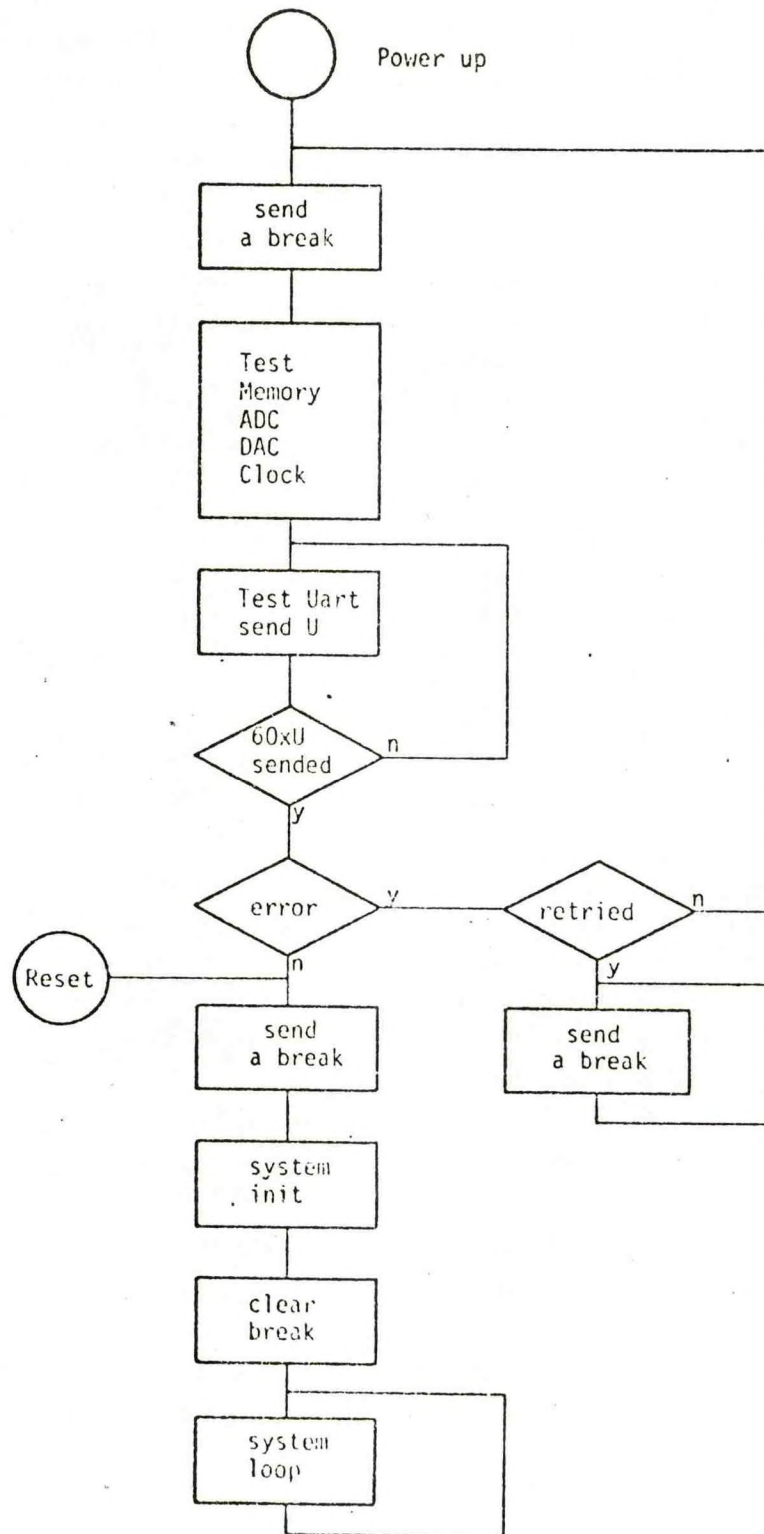 Power up
send
a break
Test
Memory
ADC
DAC
Clock
Test Uart
send U
60xU
sended
n
y
error
y
retried
n
n
y
Reset
send
a break
send
a break
system
init
clear
break
system
loop